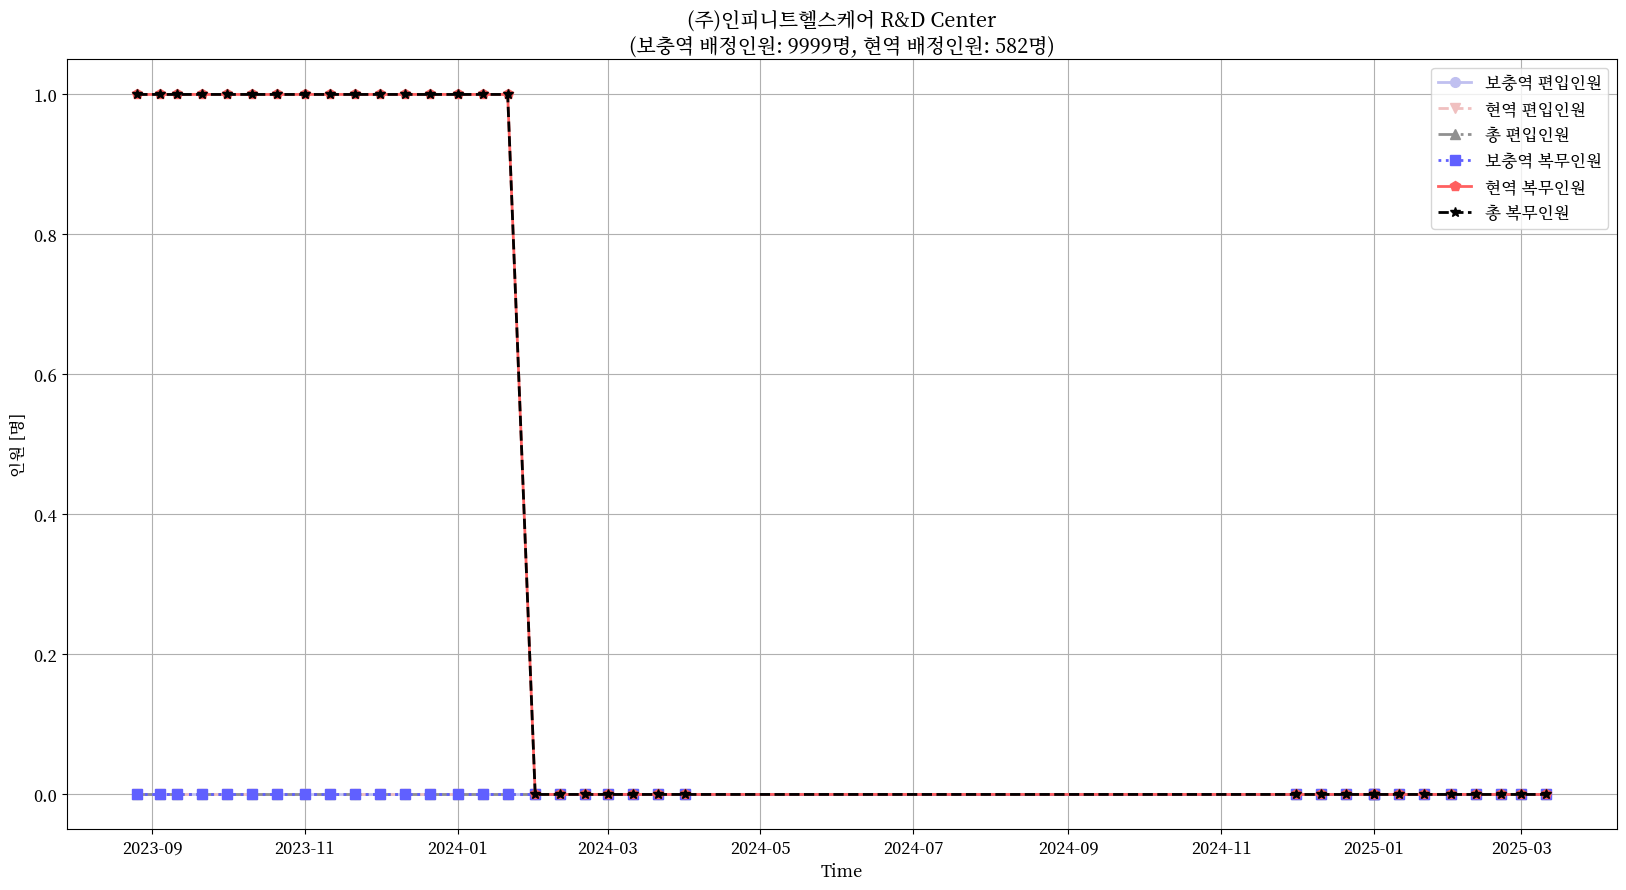 (주)인피니트헬스케어 R&D Center
(보충역 배정인원: 9999명, 현역 배정인원: 582명)
보충역 편입인원
현역 편입인원
총 편입인원
보충역 복무인원
현역 복무인원
총 복무인원
인원 [명]
1.0
0.8
0.6
0.4
0.2
0.0
2023-09
2023-11
2024-01
2024-03
2024-05
2024-07
2024-09
2024-11
2025-01
2025-03
Time